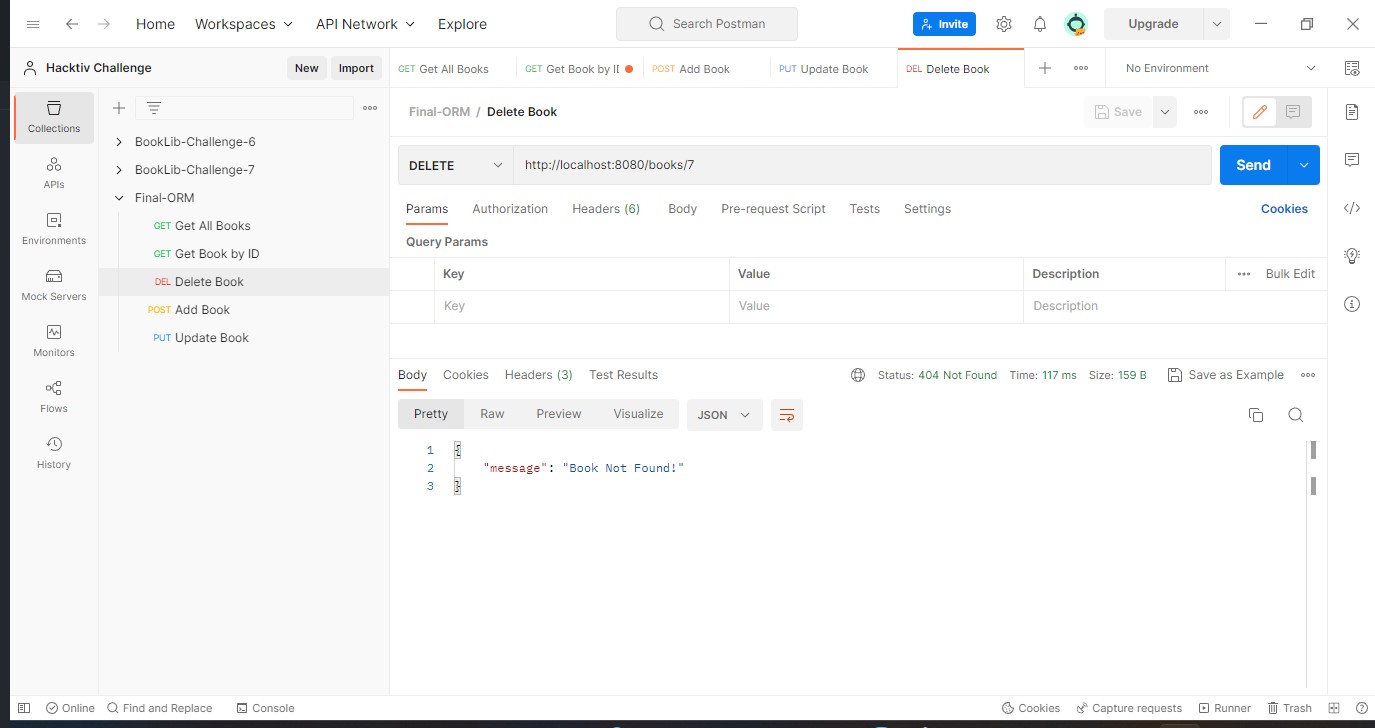 Home Workspaces API Network Explore Search Postman Invite Upgrade
Hacktiv Challenge New Import GET Get All Books GET Get Book by I POST Add Book PUT Update Book DEL Delete Book No Environment
Collections
APIs
Environments
Mock Servers
Monitors
Flows
History
BookLib-Challenge-6
BookLib-Challenge-7
Final-ORM
GET Get All Books
GET Get Book by ID
DEL Delete Book
POST Add Book
PUT Update Book
Final-ORM / Delete Book Save
DELETE http://localhost:8080/books/7 Send
Params Authorization Headers (6) Body Pre-request Script Tests Settings Cookies
Query Params
Key Value Description Bulk Edit
Key Value Description
Body Cookies Headers (3) Test Results Status: 404 Not Found Time: 117 ms Size: 159 B Save as Example
Pretty Raw Preview Visualize JSON
1 {
2 "message": "Book Not Found!"
3 }
Online Find and Replace Console Cookies Capture requests Runner Trash